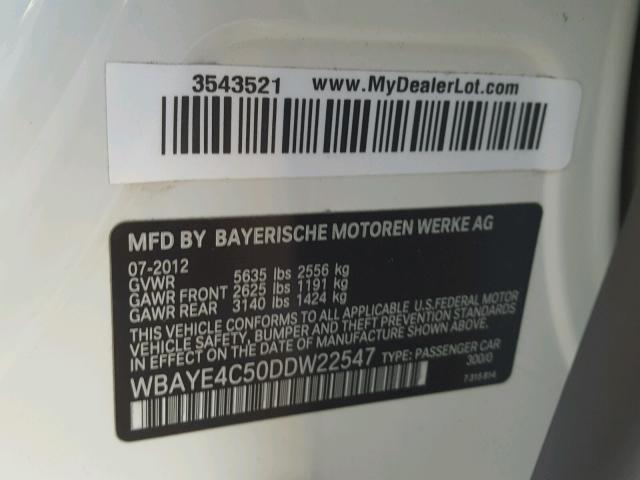 3543521 www.MyDealerLot.com
MFD BY BAYERISCHE MOTOREN WERKE AG
07-2012
GVWR 5635 lbs 2556 kg
GAWR FRONT 2625 lbs 1191 kg
GAWR REAR 3140 lbs 1424 kg
THIS VEHICLE CONFORMS TO ALL APPLICABLE U.S.FEDERAL MOTOR
VEHICLE SAFETY, BUMPER AND THEFT PREVENTION STANDARDS
IN EFFECT ON THE DATE OF MANUFACTURE SHOWN ABOVE.
WBAYE4C50DDW22547 TYPE: PASSENGER CAR
300/0
7 315 814